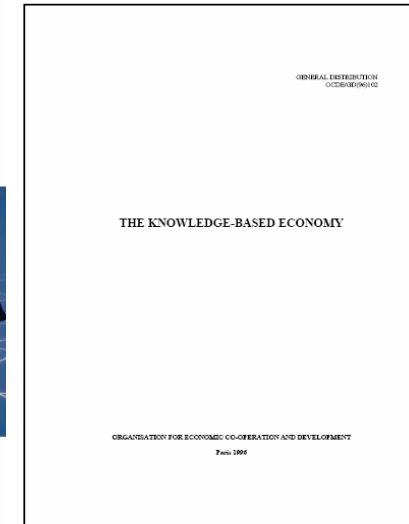 GENERAL DISTRIBUTION
OCDE/GD(96)102
THE KNOWLEDGE-BASED ECONOMY
ORGANISATION FOR ECONOMIC CO-OPERATION AND DEVELOPMENT
Paris 1996